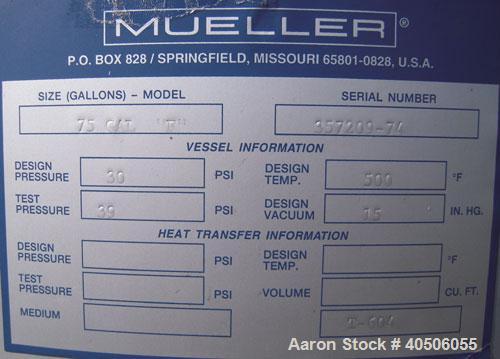 MUELLER®
P.O. BOX 828 / SPRINGFIELD, MISSOURI 65801-0828, U.S.A.
SIZE (GALLONS) - MODEL SERIAL NUMBER
75 GAL "F" 357209-74
VESSEL INFORMATION
DESIGN PRESSURE 30 PSI DESIGN TEMP. 500 °F
TEST PRESSURE 39 PSI DESIGN VACUUM 15 IN. HG.
HEAT TRANSFER INFORMATION
DESIGN PRESSURE PSI DESIGN TEMP. °F
TEST PRESSURE PSI VOLUME CU. FT.
MEDIUM T-604
Aaron Stock # 40506055